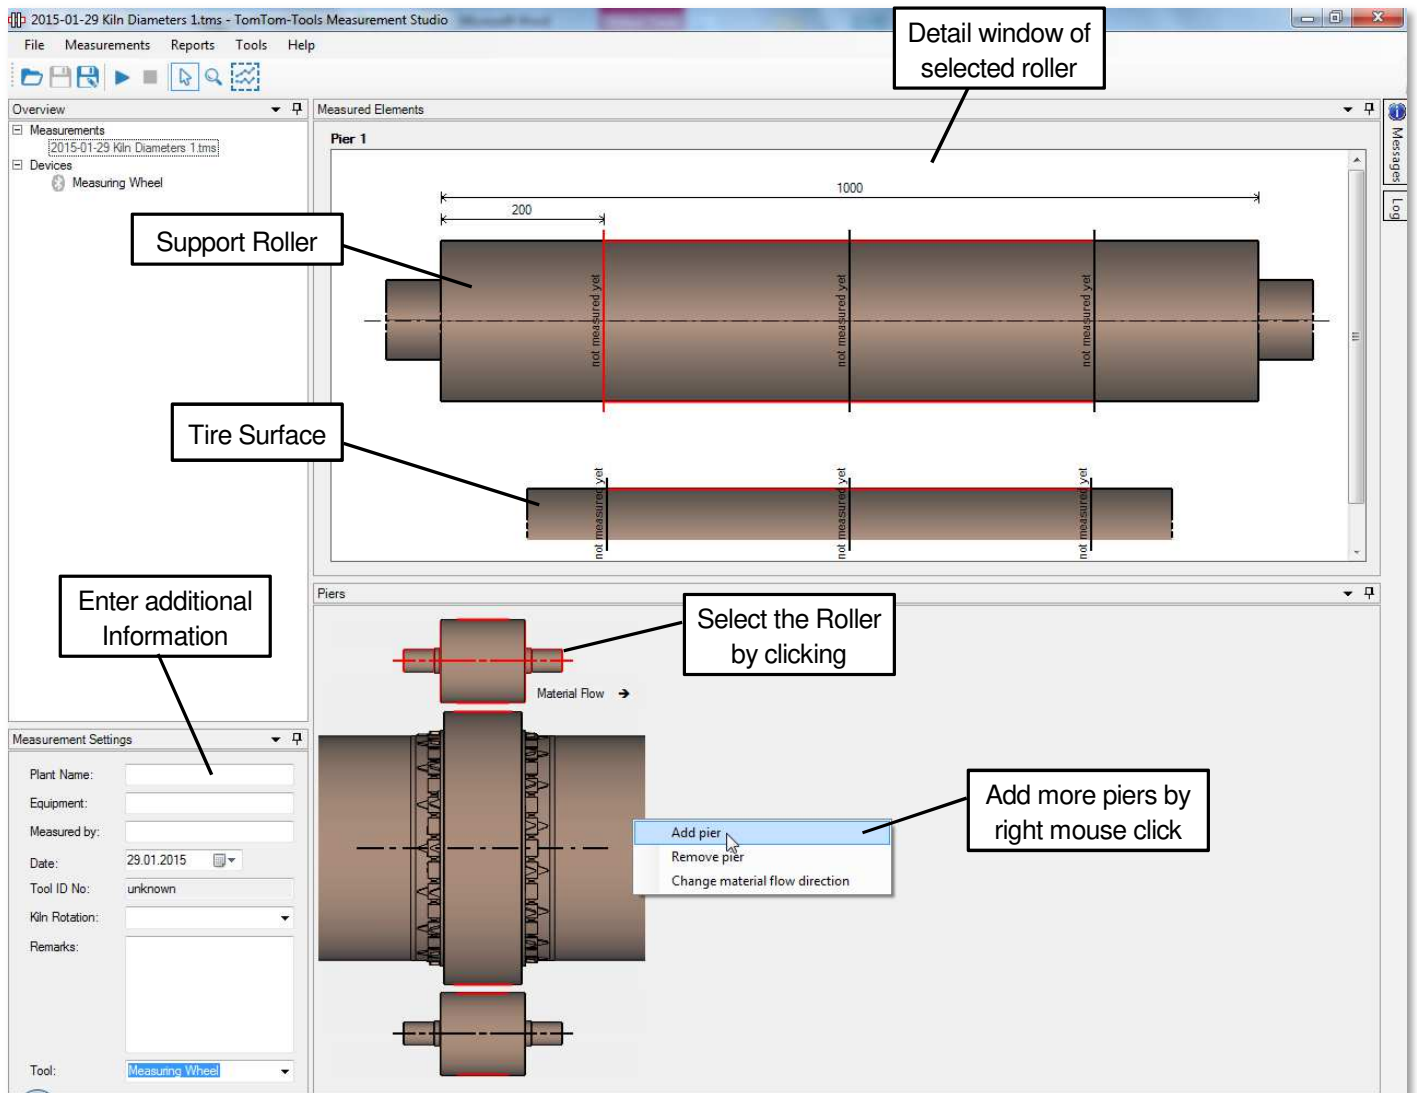 2015-01-29 Kiln Diameters 1.tms - TomTom-Tools Measurement Studio
File Measurements Reports Tools Help
Detail window of
selected roller
Overview
Measurements
2015-01-29 Kiln Diameters 1.tms
Devices
Measuring Wheel
Measured Elements
Messages
Log
Pier 1
1000
200
Support Roller
not measured yet
not measured yet
not measured yet
Tire Surface
not measured yet
not measured yet
not measured yet
Enter additional
Information
Piers
Select the Roller
by clicking
Material Flow
Add more piers by
right mouse click
Add pier
Remove pier
Change material flow direction
Measurement Settings
Plant Name:
Equipment:
Measured by:
Date: 29.01.2015
Tool ID No: unknown
Kiln Rotation:
Remarks:
Tool: Measuring Wheel